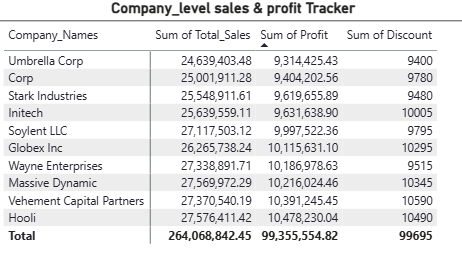 Company_level sales & profit Tracker
Company_Names Sum of Total_Sales Sum of Profit Sum of Discount
Umbrella Corp 24,639,403.48 9,314,425.43 9400
Corp 25,001,911.28 9,404,202.56 9780
Stark Industries 25,548,911.61 9,619,655.89 9480
Initech 25,639,559.11 9,631,638.90 10005
Soylent LLC 27,117,503.12 9,997,522.36 9795
Globex Inc 26,265,738.24 10,115,631.10 10295
Wayne Enterprises 27,338,891.71 10,186,978.63 9515
Massive Dynamic 27,569,972.29 10,216,024.46 10345
Vehement Capital Partners 27,370,540.19 10,391,245.45 10590
Hooli 27,576,411.42 10,478,230.04 10490
Total 264,068,842.45 99,355,554.82 99695